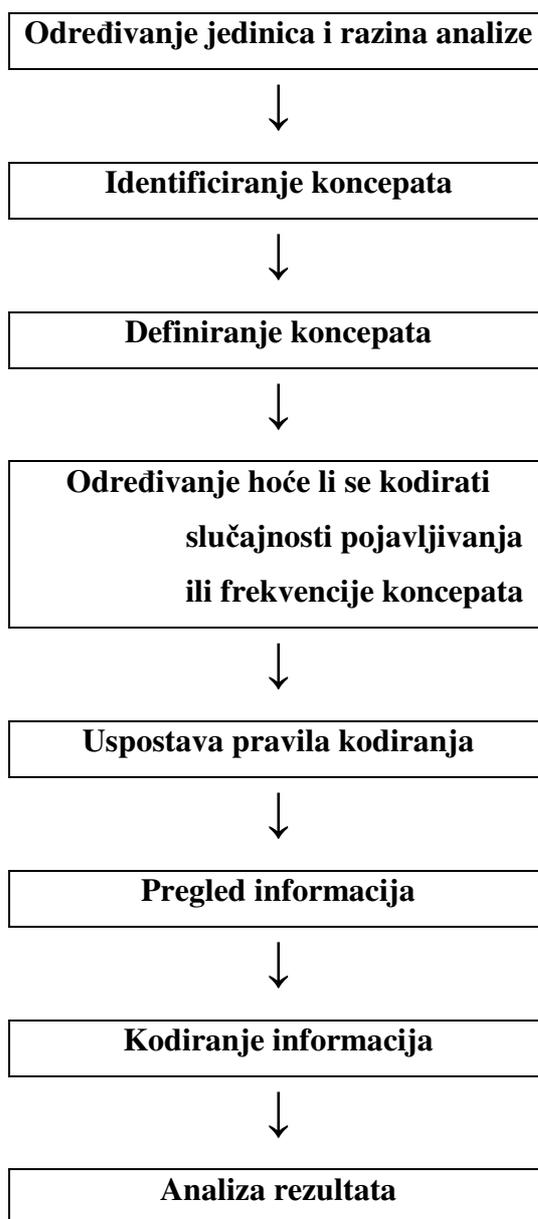 Određivanje jedinica i razina analize
↓
Identificiranje koncepata
↓
Definiranje koncepata
↓
Određivanje hoće li se kodirati
slučajnosti pojavljivanja
ili frekvencije koncepata
↓
Uspostava pravila kodiranja
↓
Pregled informacija
↓
Kodiranje informacija
↓
Analiza rezultata